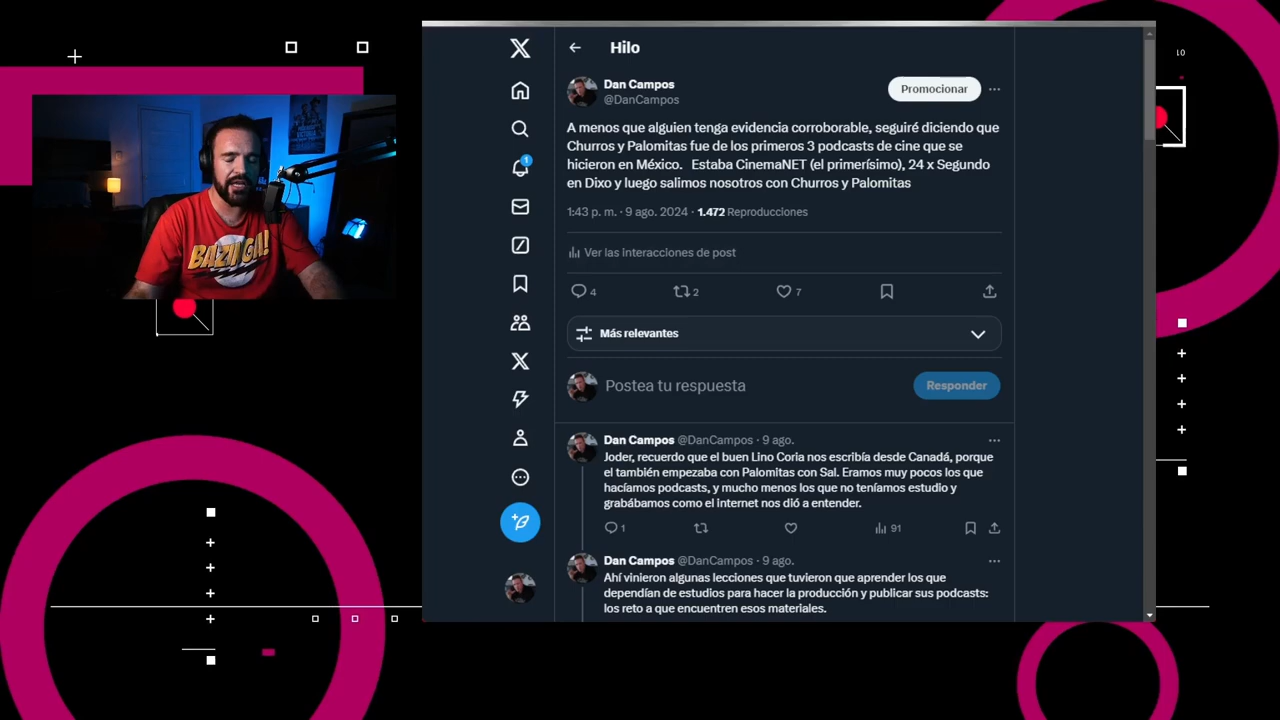 BAZINGA!
10
Hilo
Dan Campos
@DanCampos
Promocionar
A menos que alguien tenga evidencia corroborable, seguiré diciendo que
Churros y Palomitas fue de los primeros 3 podcasts de cine que se
hicieron en México. Estaba CinemaNET (el primerísimo), 24 x Segundo
en Dixo y luego salimos nosotros con Churros y Palomitas
1:43 p. m. · 9 ago. 2024 · 1.472 Reproducciones
Ver las interacciones de post
4 2 7
Más relevantes
Postea tu respuesta
Responder
Dan Campos @DanCampos · 9 ago.
Joder, recuerdo que el buen Lino Coria nos escribía desde Canadá, porque
el también empezaba con Palomitas con Sal. Eramos muy pocos los que
hacíamos podcasts, y mucho menos los que no teníamos estudio y
grabábamos como el internet nos dió a entender.
1 91
Dan Campos @DanCampos · 9 ago.
Ahí vinieron algunas lecciones que tuvieron que aprender los que
dependían de estudios para hacer la producción y publicar sus podcasts:
los reto a que encuentren esos materiales.
1